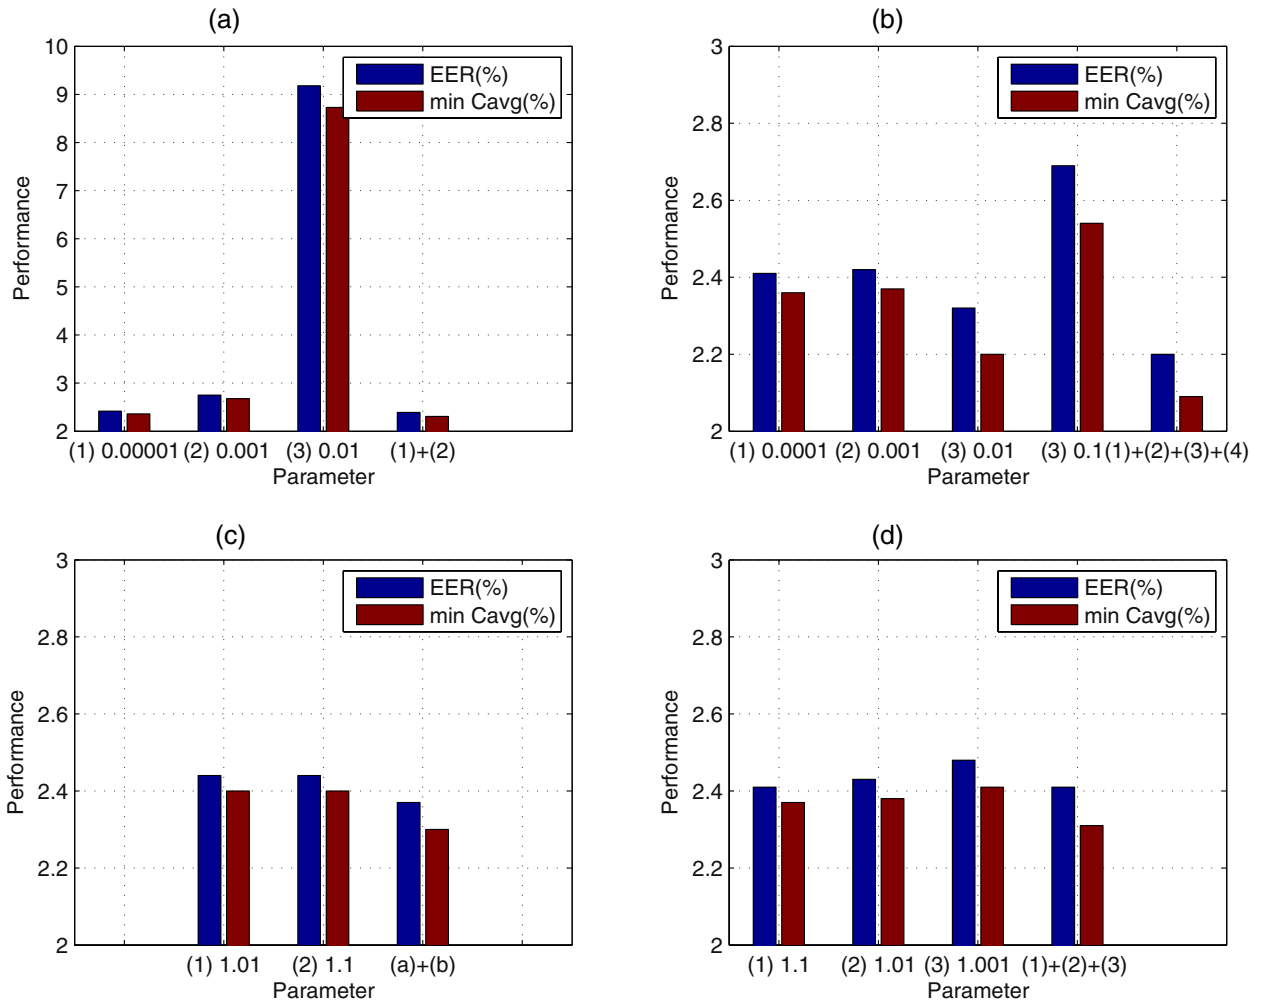 (a)
10
9
8
7
6
5
4
3
2
Performance
EER(%)
min Cavg(%)
(1) 0.00001 (2) 0.001 (3) 0.01 (1)+(2)
Parameter
(b)
3
2.8
2.6
2.4
2.2
2
Performance
EER(%)
min Cavg(%)
(1) 0.0001 (2) 0.001 (3) 0.01 (3) 0.1(1)+(2)+(3)+(4)
Parameter
(c)
3
2.8
2.6
2.4
2.2
2
Performance
EER(%)
min Cavg(%)
(1) 1.01 (2) 1.1 (a)+(b)
Parameter
(d)
3
2.8
2.6
2.4
2.2
2
Performance
EER(%)
min Cavg(%)
(1) 1.1 (2) 1.01 (3) 1.001 (1)+(2)+(3)
Parameter